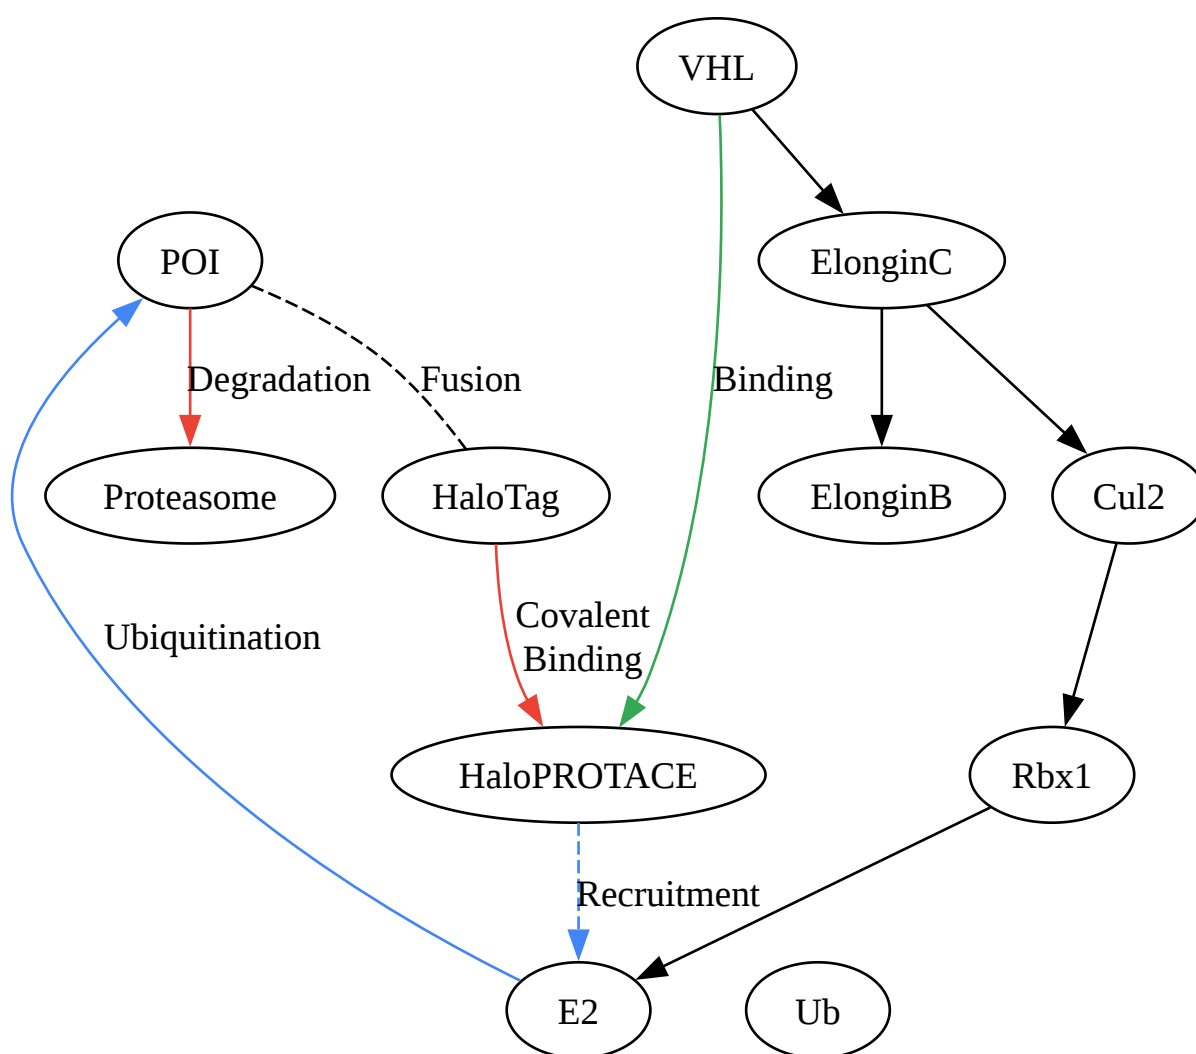 VHL
POI
ElonginC
Degradation
Fusion
Binding
Proteasome
HaloTag
ElonginB
Cul2
Covalent
Binding
Ubiquitination
HaloPROTACE
Rbx1
Recruitment
E2
Ub